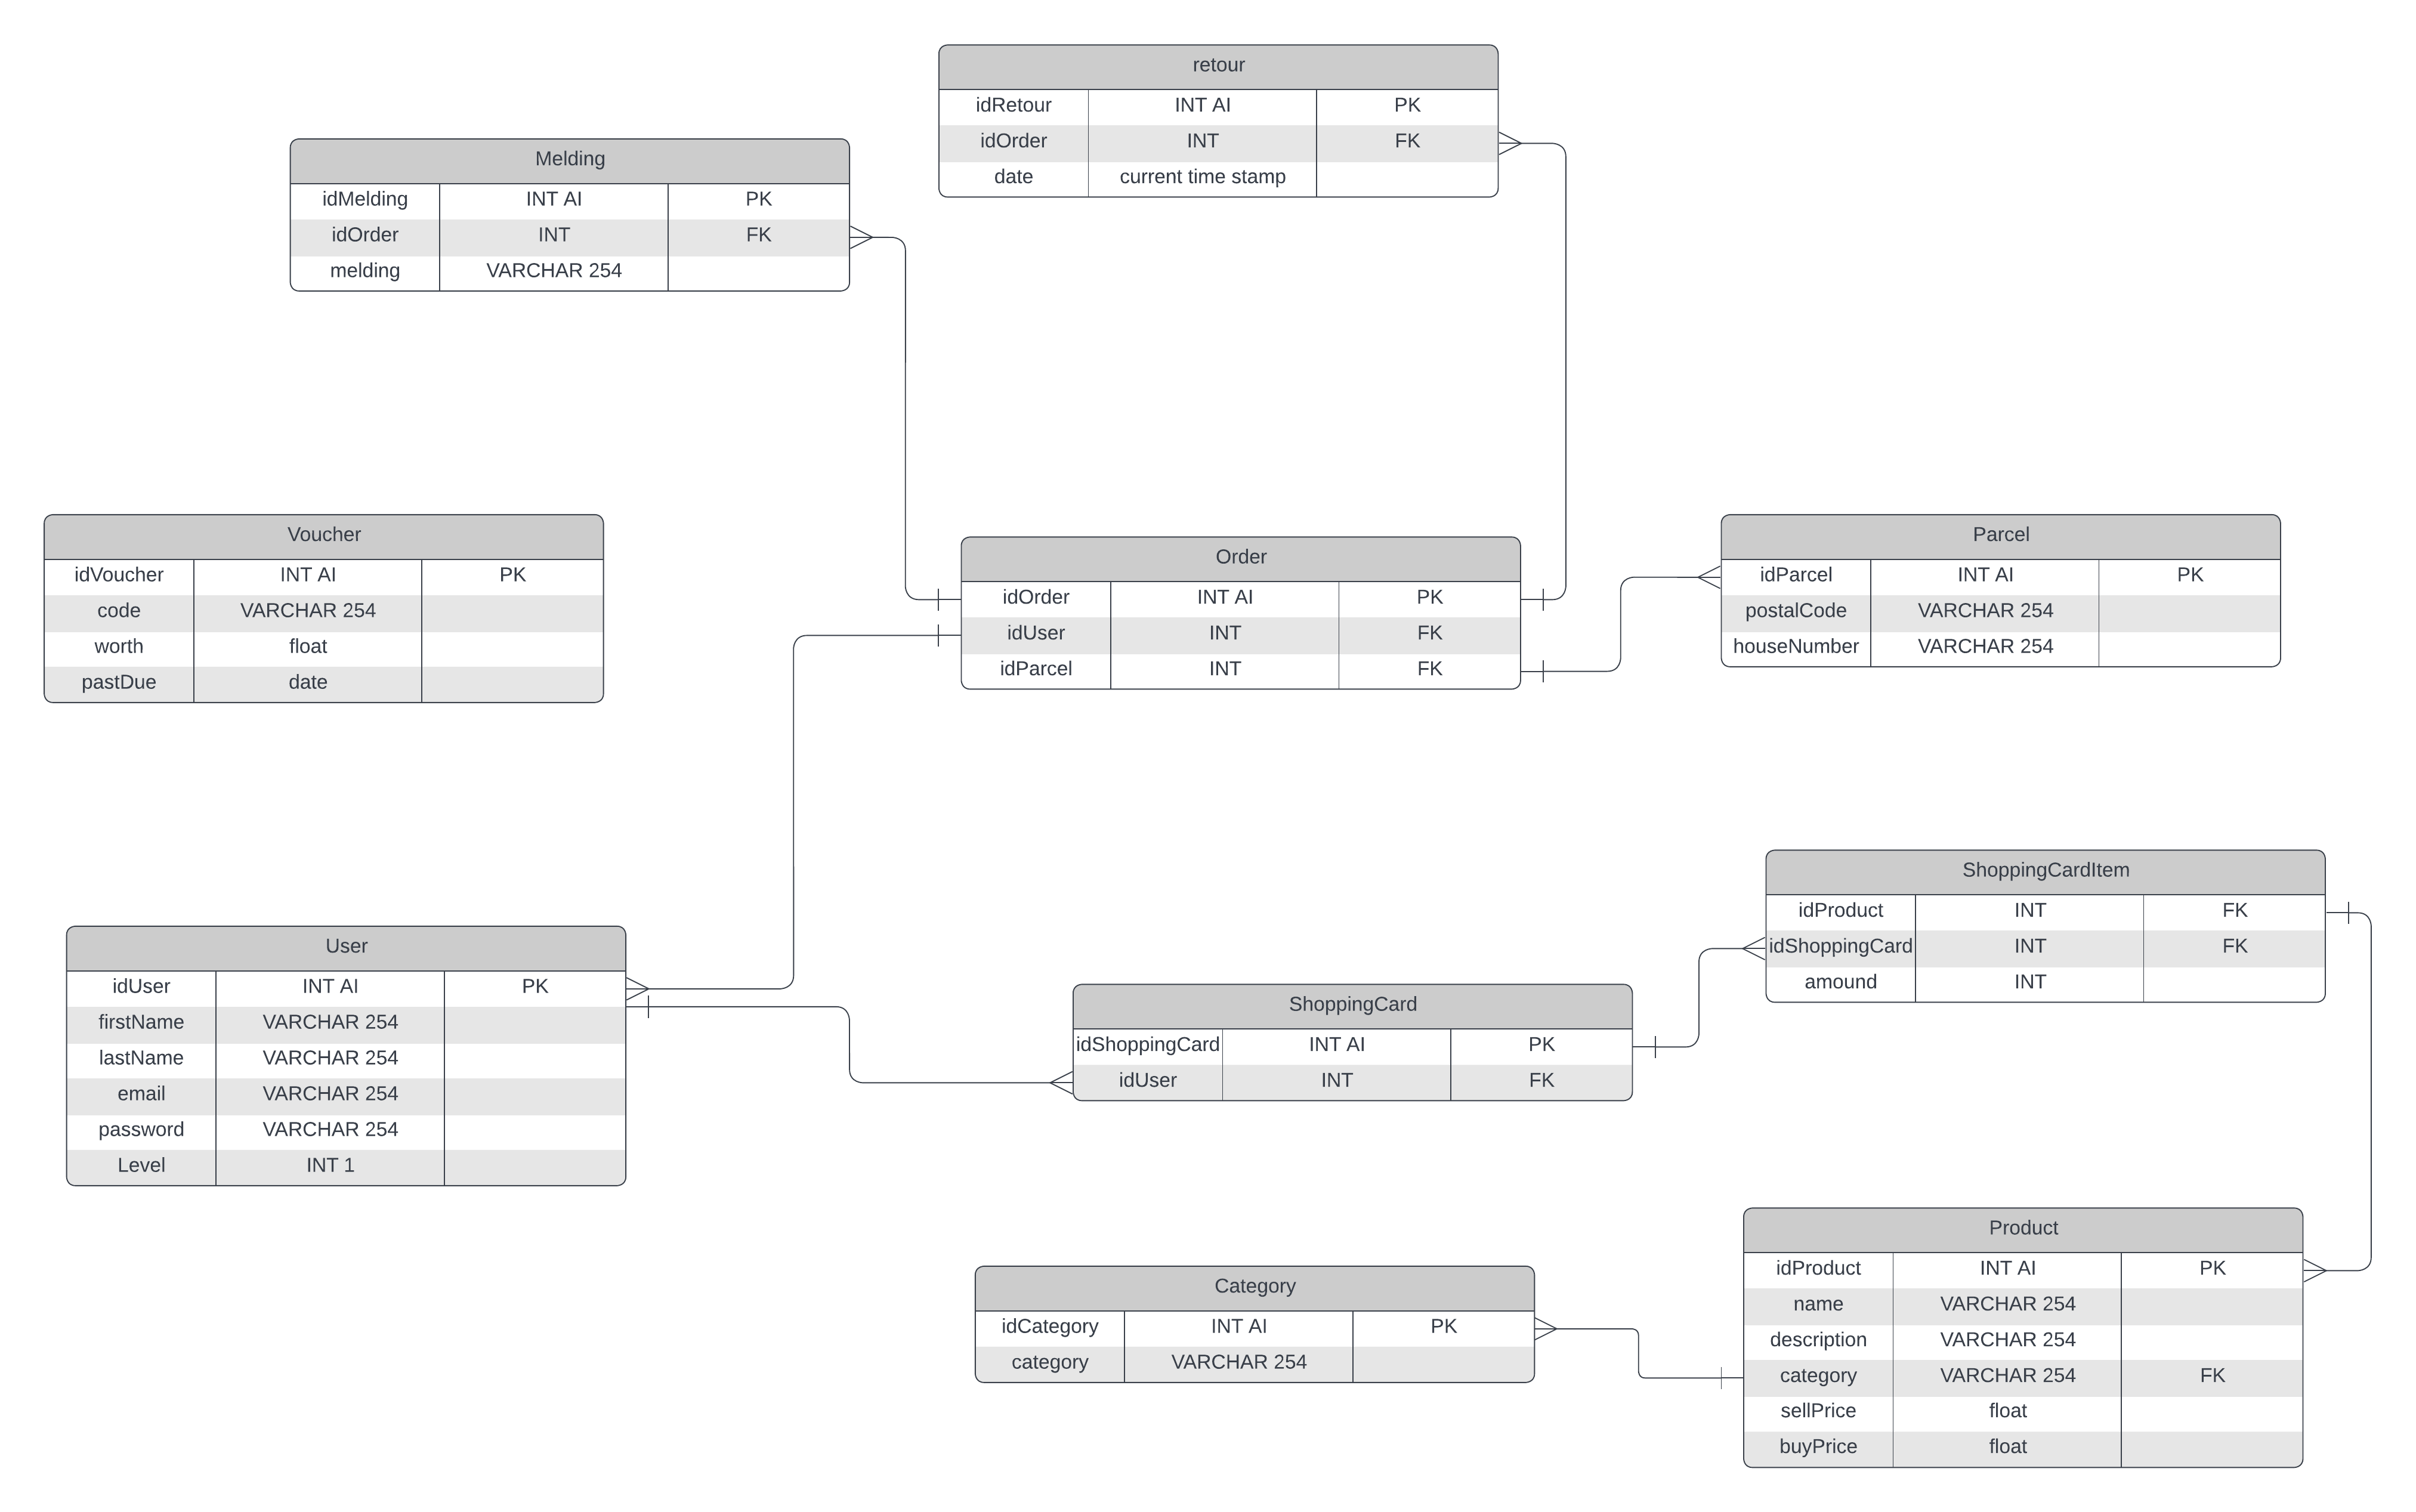 retour
idRetour INT AI PK
idOrder INT FK
date current time stamp
Melding
idMelding INT AI PK
idOrder INT FK
melding VARCHAR 254
Voucher
idVoucher INT AI PK
code VARCHAR 254
worth float
pastDue date
Order
idOrder INT AI PK
idUser INT FK
idParcel INT FK
Parcel
idParcel INT AI PK
postalCode VARCHAR 254
houseNumber VARCHAR 254
User
idUser INT AI PK
firstName VARCHAR 254
lastName VARCHAR 254
email VARCHAR 254
password VARCHAR 254
Level INT 1
ShoppingCard
idShoppingCard INT AI PK
idUser INT FK
ShoppingCardItem
idProduct INT FK
idShoppingCard INT FK
amound INT
Category
idCategory INT AI PK
category VARCHAR 254
Product
idProduct INT AI PK
name VARCHAR 254
description VARCHAR 254
category VARCHAR 254 FK
sellPrice float
buyPrice float